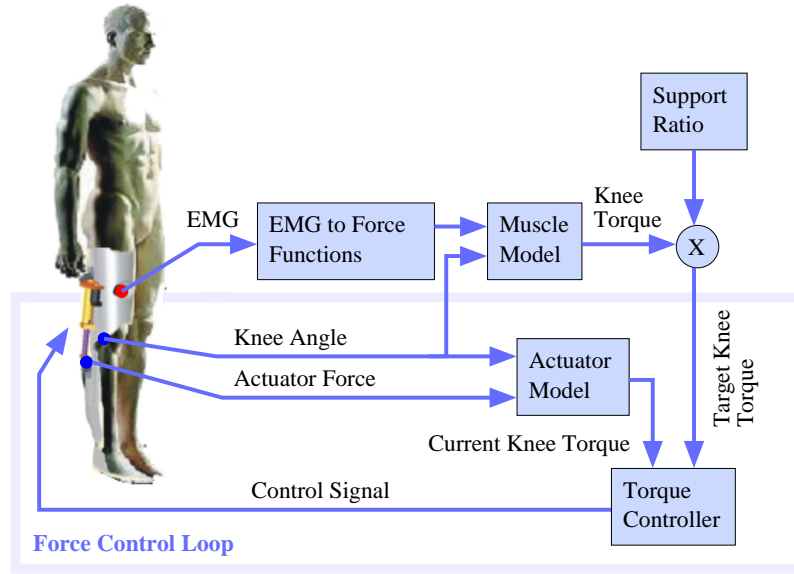 Support
Ratio
EMG
EMG to Force
Functions
Muscle
Model
Knee
Torque
X
Knee Angle
Actuator Force
Actuator
Model
Target Knee
Torque
Current Knee Torque
Control Signal
Torque
Controller
Force Control Loop